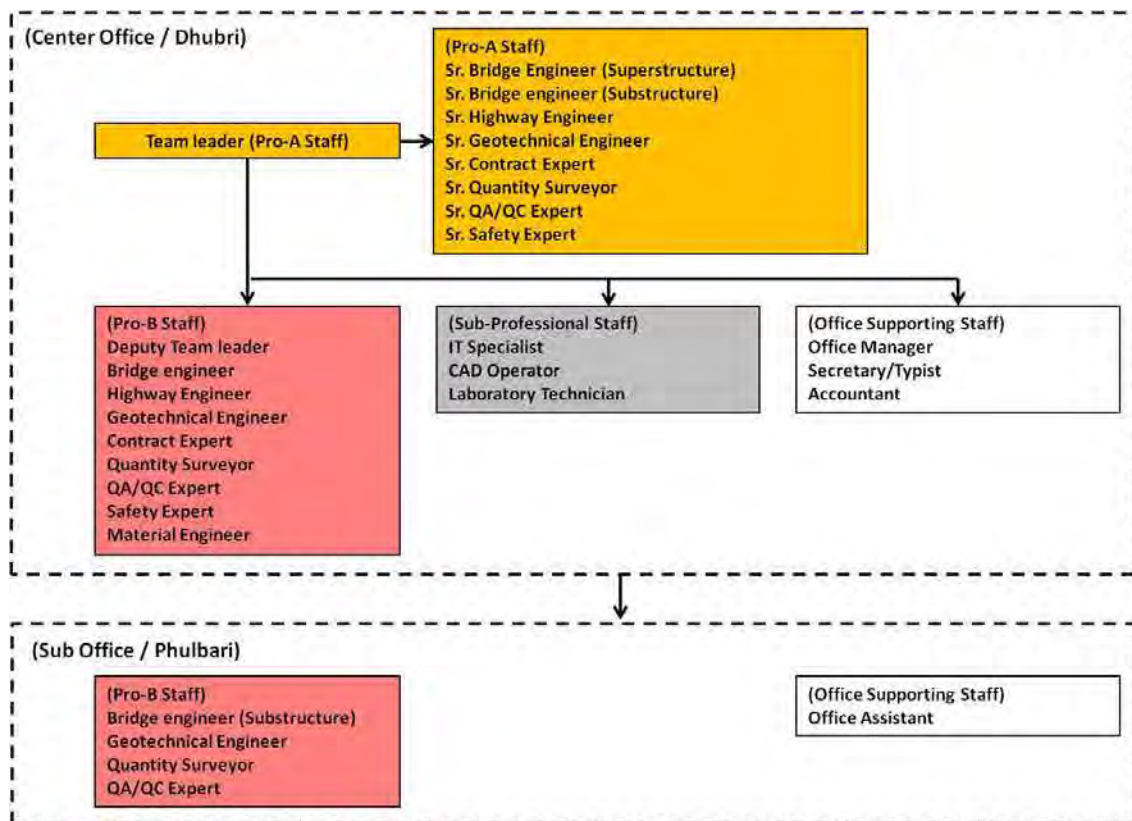 (Center Office / Dhubri)
(Pro-A Staff)
Sr. Bridge Engineer (Superstructure)
Sr. Bridge engineer (Substructure)
Sr. Highway Engineer
Sr. Geotechnical Engineer
Sr. Contract Expert
Sr. Quantity Surveyor
Sr. QA/QC Expert
Sr. Safety Expert
Team leader (Pro-A Staff)
(Pro-B Staff)
Deputy Team leader
Bridge engineer
Highway Engineer
Geotechnical Engineer
Contract Expert
Quantity Surveyor
QA/QC Expert
Safety Expert
Material Engineer
(Sub-Professional Staff)
IT Specialist
CAD Operator
Laboratory Technician
(Office Supporting Staff)
Office Manager
Secretary/Typist
Accountant
(Sub Office / Phulbari)
(Pro-B Staff)
Bridge engineer (Substructure)
Geotechnical Engineer
Quantity Surveyor
QA/QC Expert
(Office Supporting Staff)
Office Assistant